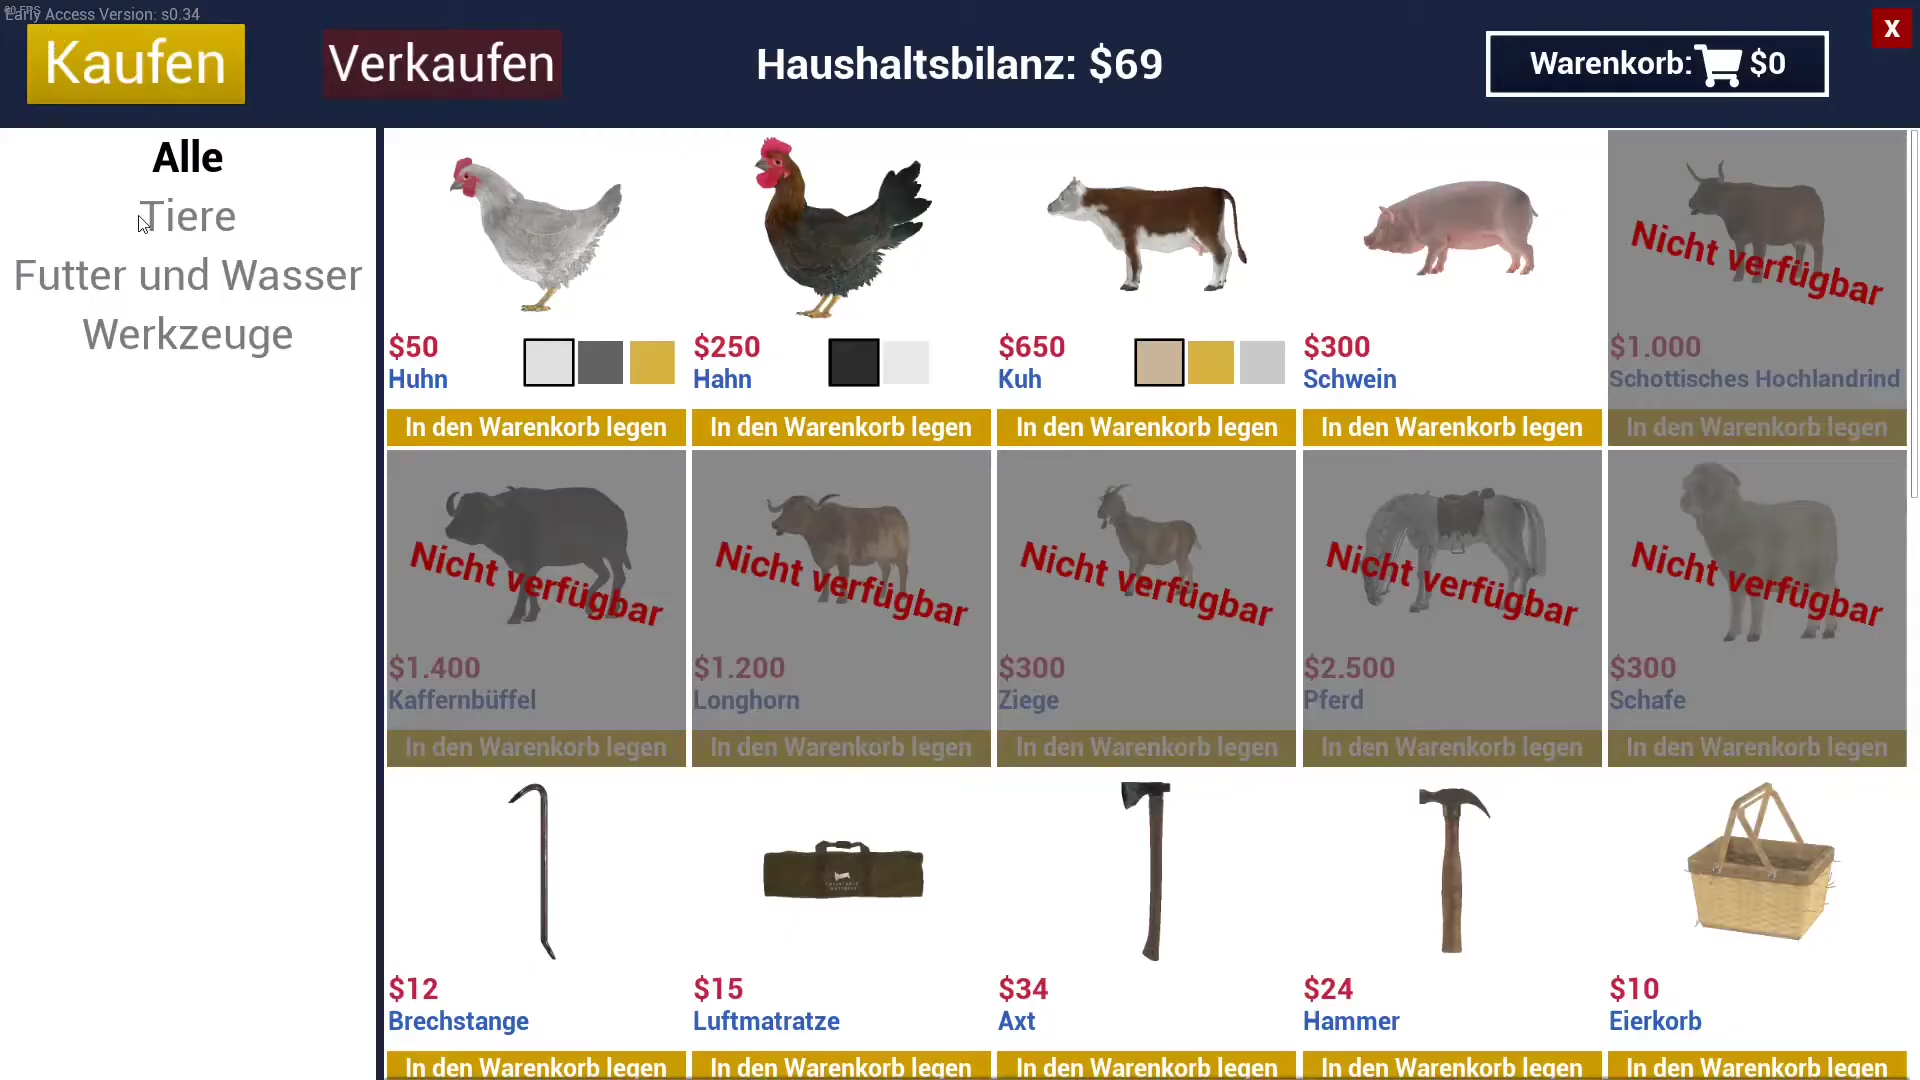 60 FPS
Early Access Version: s0.34
Kaufen
Verkaufen
Haushaltsbilanz: $69
Warenkorb: $0
X
Alle
Tiere
Futter und Wasser
Werkzeuge
$50
Huhn
In den Warenkorb legen
$250
Hahn
In den Warenkorb legen
$650
Kuh
In den Warenkorb legen
$300
Schwein
In den Warenkorb legen
Nicht verfügbar
$1.000
Schottisches Hochlandrind
In den Warenkorb legen
Nicht verfügbar
$1.400
Kaffernbüffel
In den Warenkorb legen
Nicht verfügbar
$1.200
Longhorn
In den Warenkorb legen
Nicht verfügbar
$300
Ziege
In den Warenkorb legen
Nicht verfügbar
$2.500
Pferd
In den Warenkorb legen
Nicht verfügbar
$300
Schafe
In den Warenkorb legen
$12
Brechstange
In den Warenkorb legen
$15
Luftmatratze
In den Warenkorb legen
$34
Axt
In den Warenkorb legen
$24
Hammer
In den Warenkorb legen
$10
Eierkorb
In den Warenkorb legen